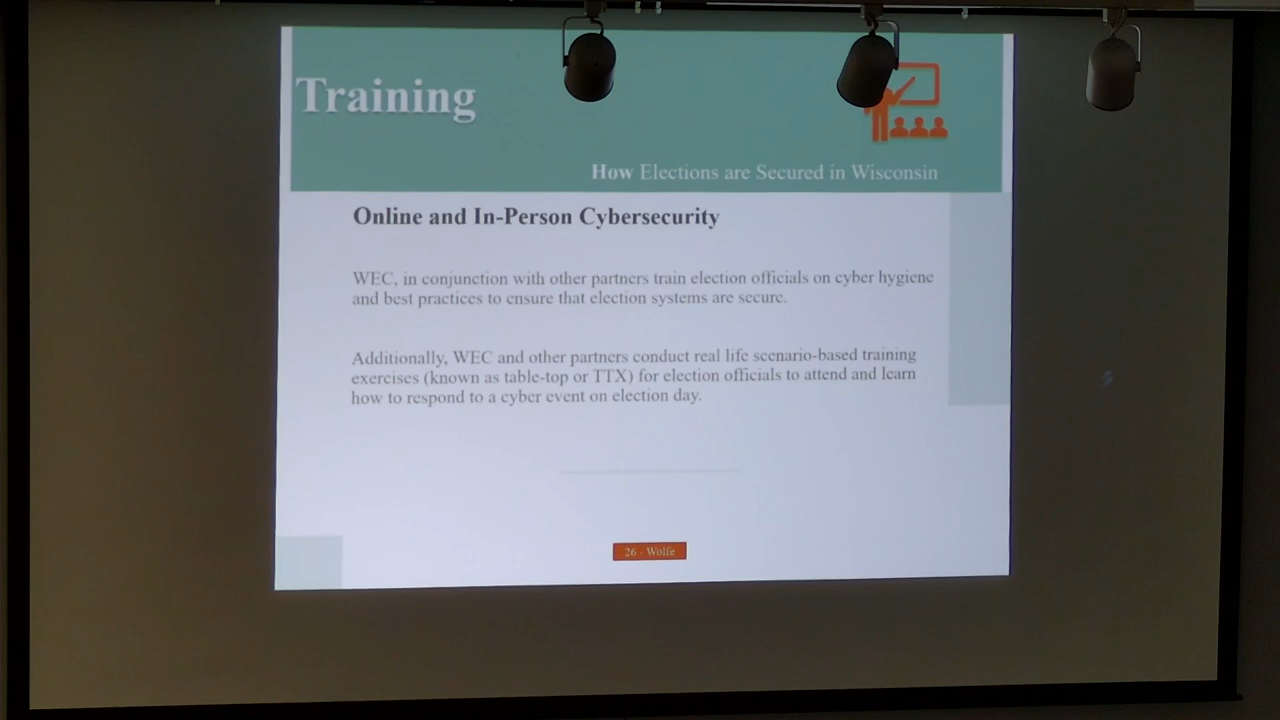 Training
How Elections are Secured in Wisconsin
Online and In-Person Cybersecurity
WEC, in conjunction with other partners train election officials on cyber hygiene
and best practices to ensure that election systems are secure.
Additionally, WEC and other partners conduct real life scenario-based training
exercises (known as table-top or TTX) for election officials to attend and learn
how to respond to a cyber event on election day.
26 - Wolfe